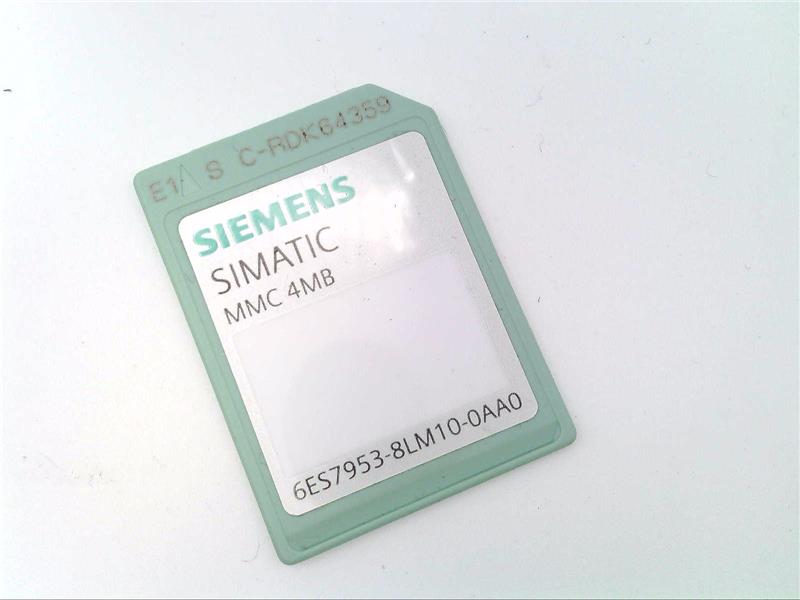 E1 S C-RDK64359
SIEMENS
SIMATIC
MMC 4MB
6ES7953-8LM10-0AA0